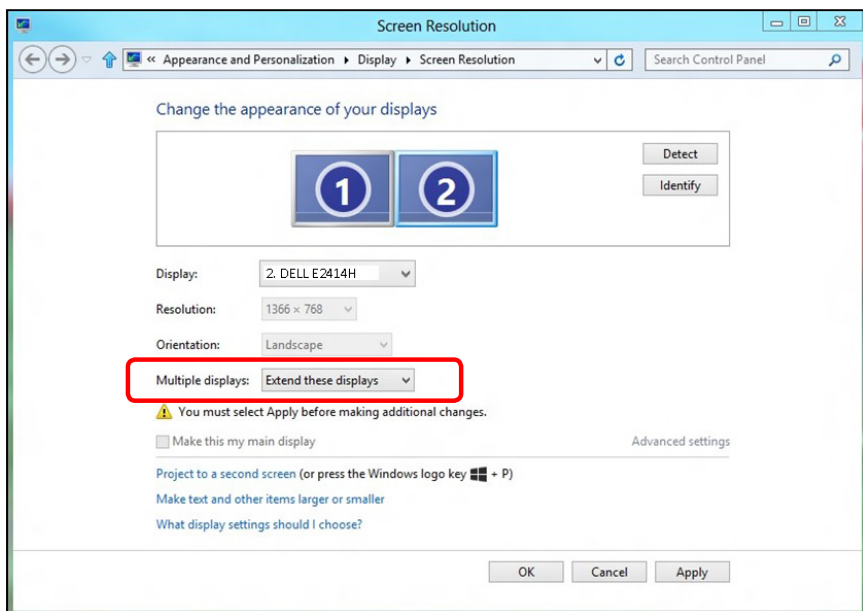 Screen Resolution
« Appearance and Personalization Display Screen Resolution Search Control Panel
Change the appearance of your displays
1 2
Detect
Identify
Display: 2. DELL E2414H
Resolution: 1366 × 768
Orientation: Landscape
Multiple displays: Extend these displays
You must select Apply before making additional changes.
Make this my main display Advanced settings
Project to a second screen (or press the Windows logo key + P)
Make text and other items larger or smaller
What display settings should I choose?
OK Cancel Apply